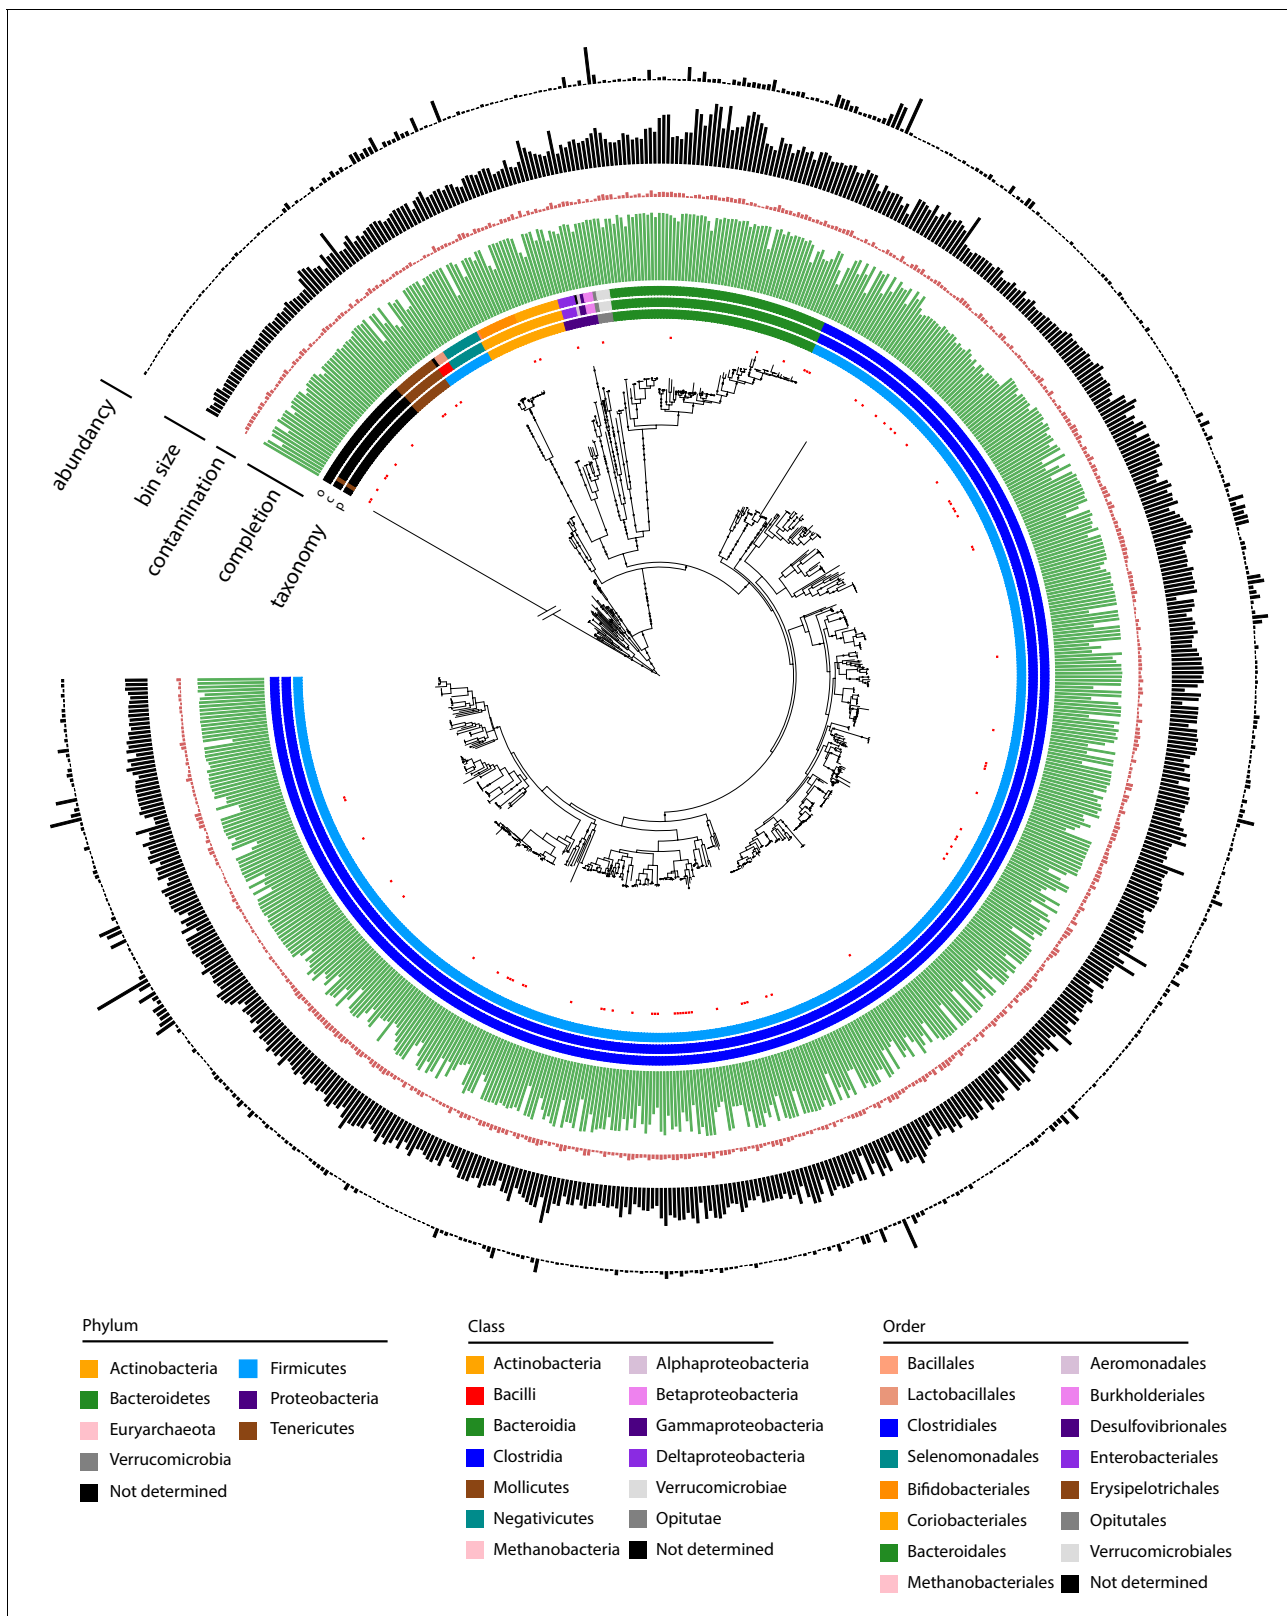 abundancy
bin size
contamination
completion
taxonomy
o
c
p
Phylum
Actinobacteria
Bacteroidetes
Euryarchaeota
Verrucomicrobia
Not determined
Firmicutes
Proteobacteria
Tenericutes
Class
Actinobacteria
Bacilli
Bacteroidia
Clostridia
Mollicutes
Negativicutes
Methanobacteria
Alphaproteobacteria
Betaproteobacteria
Gammaproteobacteria
Deltaproteobacteria
Verrucomicrobiae
Opitutae
Not determined
Order
Bacillales
Lactobacillales
Clostridiales
Selenomonadales
Bifidobacteriales
Coriobacteriales
Bacteroidales
Methanobacteriales
Aeromonadales
Burkholderiales
Desulfovibrionales
Enterobacteriales
Erysipelotrichales
Opitutales
Verrucomicrobiales
Not determined